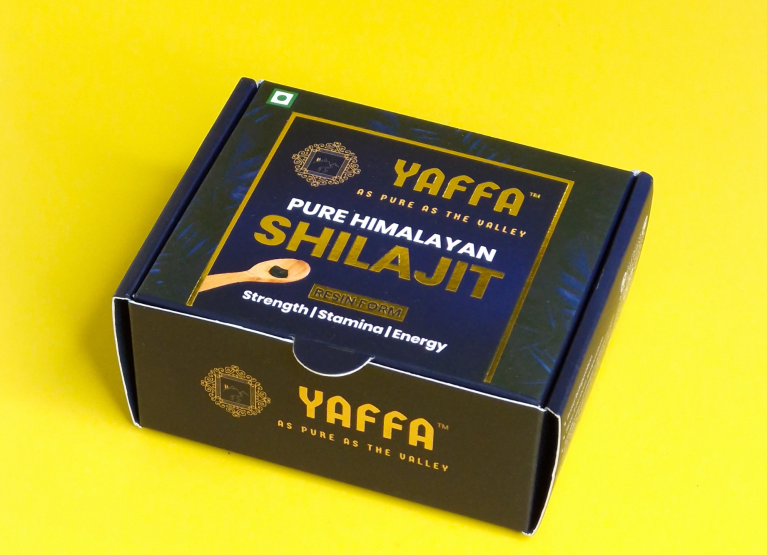 YAFFA™
AS PURE AS THE VALLEY
PURE HIMALAYAN
SHILAJIT
RESIN FORM
Strength | Stamina | Energy
YAFFA™
AS PURE AS THE VALLEY